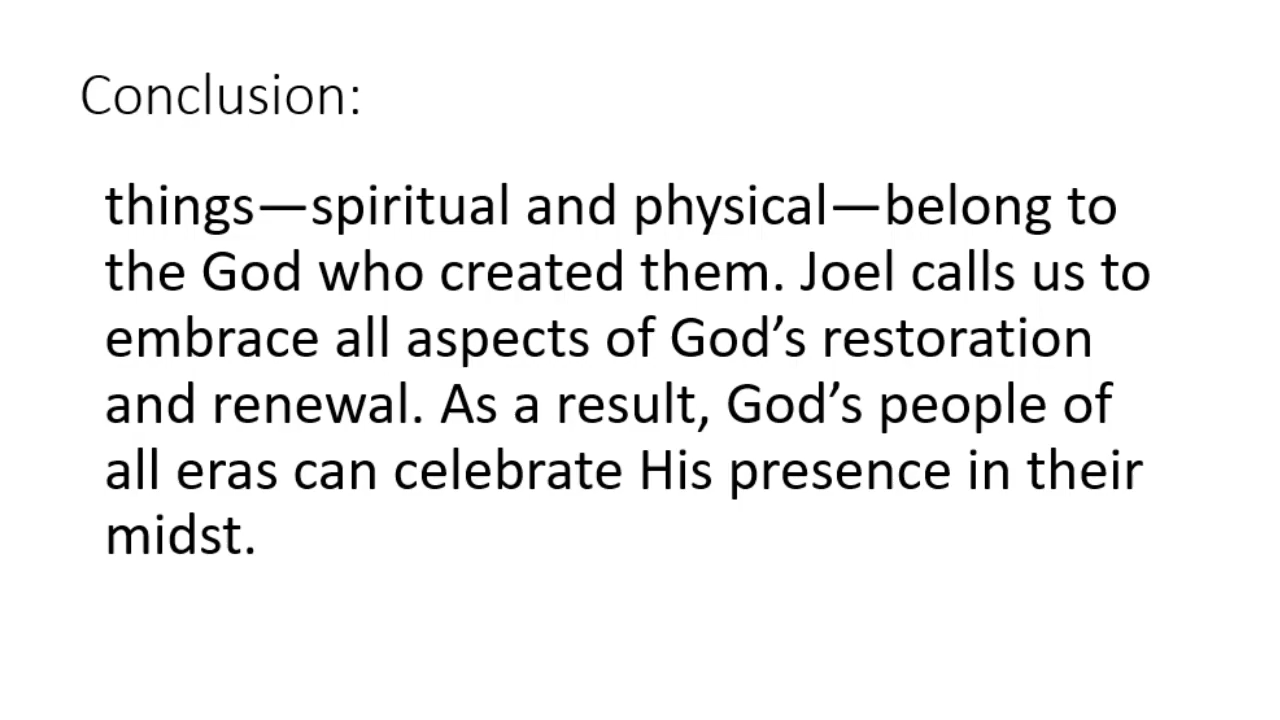 Conclusion:
things—spiritual and physical—belong to
the God who created them. Joel calls us to
embrace all aspects of God’s restoration
and renewal. As a result, God’s people of
all eras can celebrate His presence in their
midst.